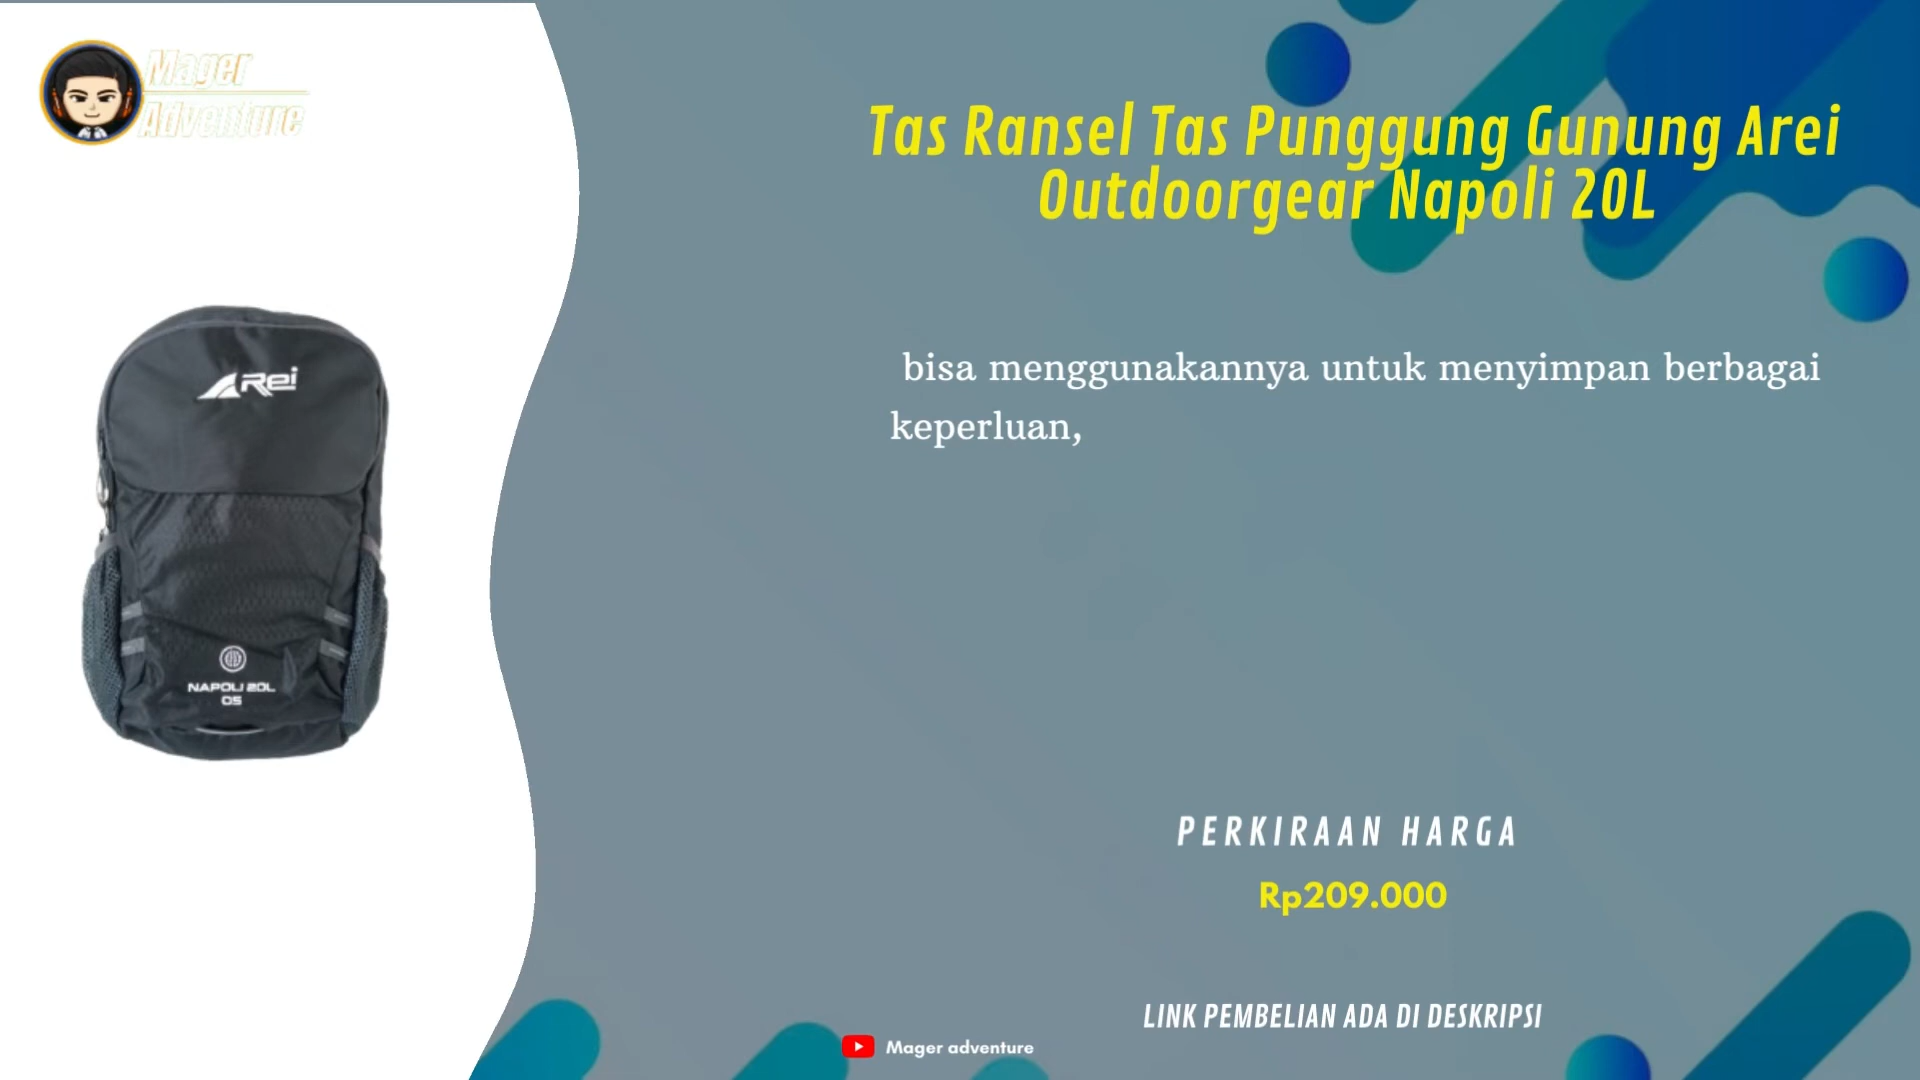 Mager
Adventure
Tas Ransel Tas Punggung Gunung Arei
Outdoorgear Napoli 20L
bisa menggunakannya untuk menyimpan berbagai
keperluan,
ARei
NAPOLI 20L
05
PERKIRAAN HARGA
Rp209.000
LINK PEMBELIAN ADA DI DESKRIPSI
Mager adventure